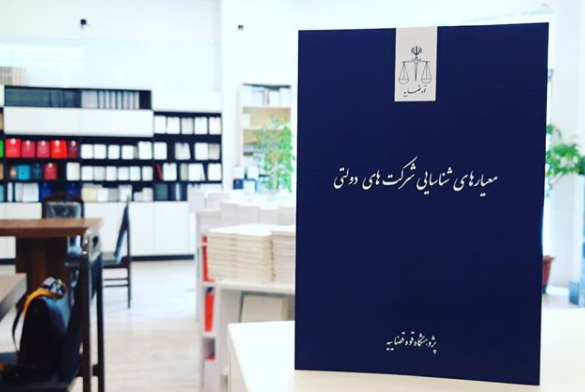 قوه قضاییه
معیارهای شناسایی شرکت های دولتی
پژوهشگاه قوه قضاییه